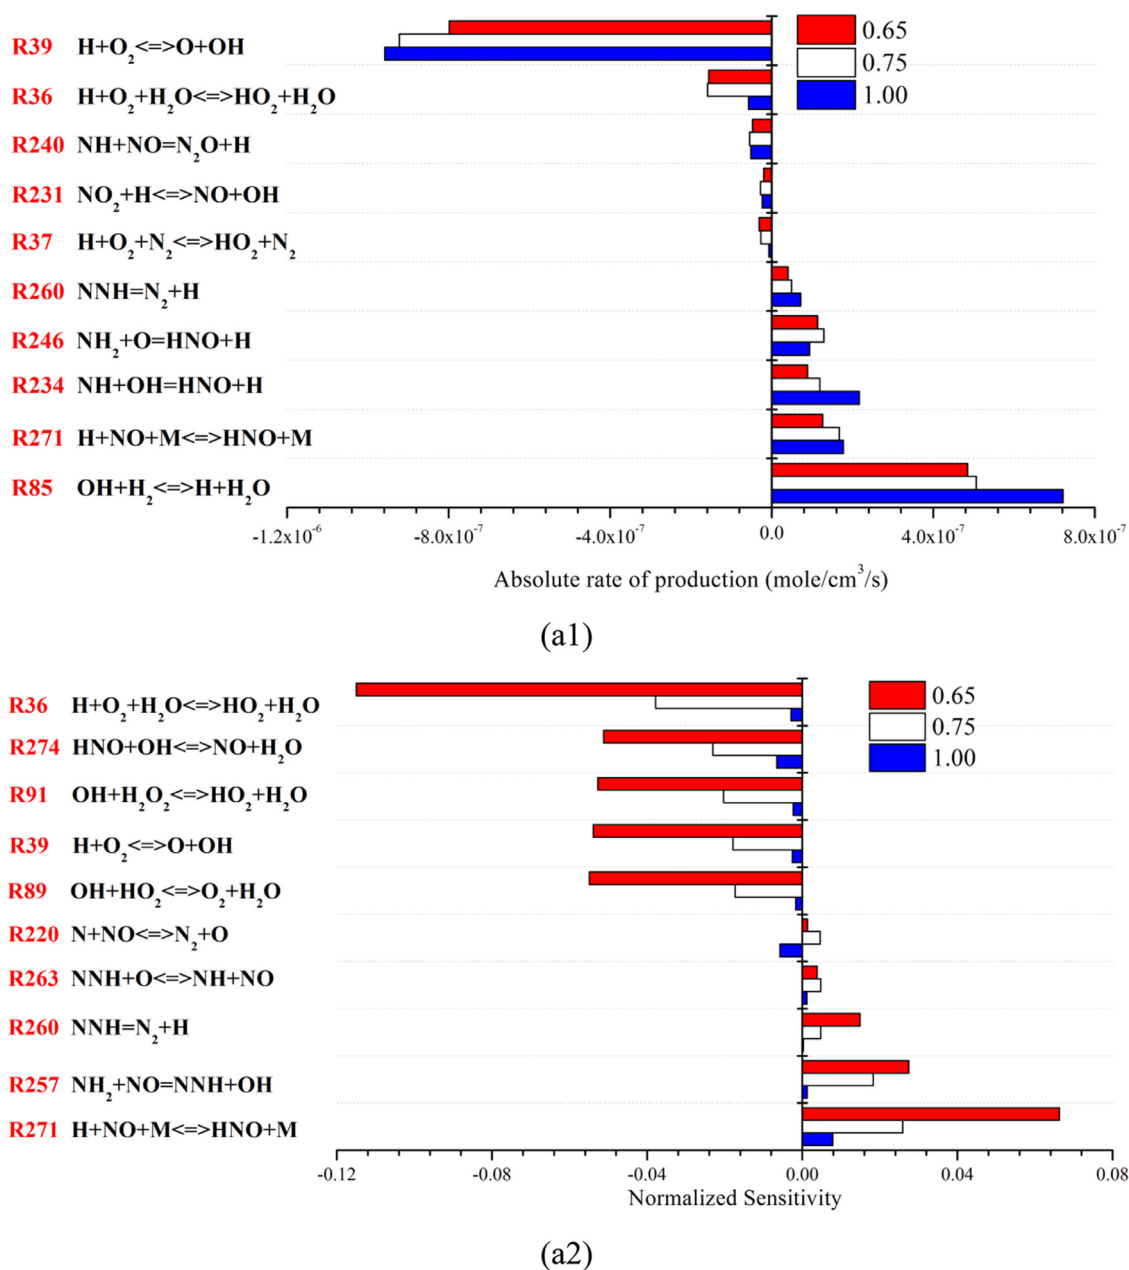 R39 H+O₂<=>O+OH
0.65
0.75
1.00
R36 H+O₂+H₂O<=>HO₂+H₂O
R240 NH+NO=N₂O+H
R231 NO₂+H<=>NO+OH
R37 H+O₂+N₂<=>HO₂+N₂
R260 NNH=N₂+H
R246 NH₂+O=HNO+H
R234 NH+OH=HNO+H
R271 H+NO+M<=>HNO+M
R85 OH+H₂<=>H+H₂O
-1.2x10⁻⁶ -8.0x10⁻⁷ -4.0x10⁻⁷ 0.0 4.0x10⁻⁷ 8.0x10⁻⁷
Absolute rate of production (mole/cm³/s)
(a1)
R36 H+O₂+H₂O<=>HO₂+H₂O
0.65
0.75
1.00
R274 HNO+OH<=>NO+H₂O
R91 OH+H₂O₂<=>HO₂+H₂O
R39 H+O₂<=>O+OH
R89 OH+HO₂<=>O₂+H₂O
R220 N+NO<=>N₂+O
R263 NNH+O<=>NH+NO
R260 NNH=N₂+H
R257 NH₂+NO=NNH+OH
R271 H+NO+M<=>HNO+M
-0.12 -0.08 -0.04 0.00 0.04 0.08
Normalized Sensitivity
(a2)